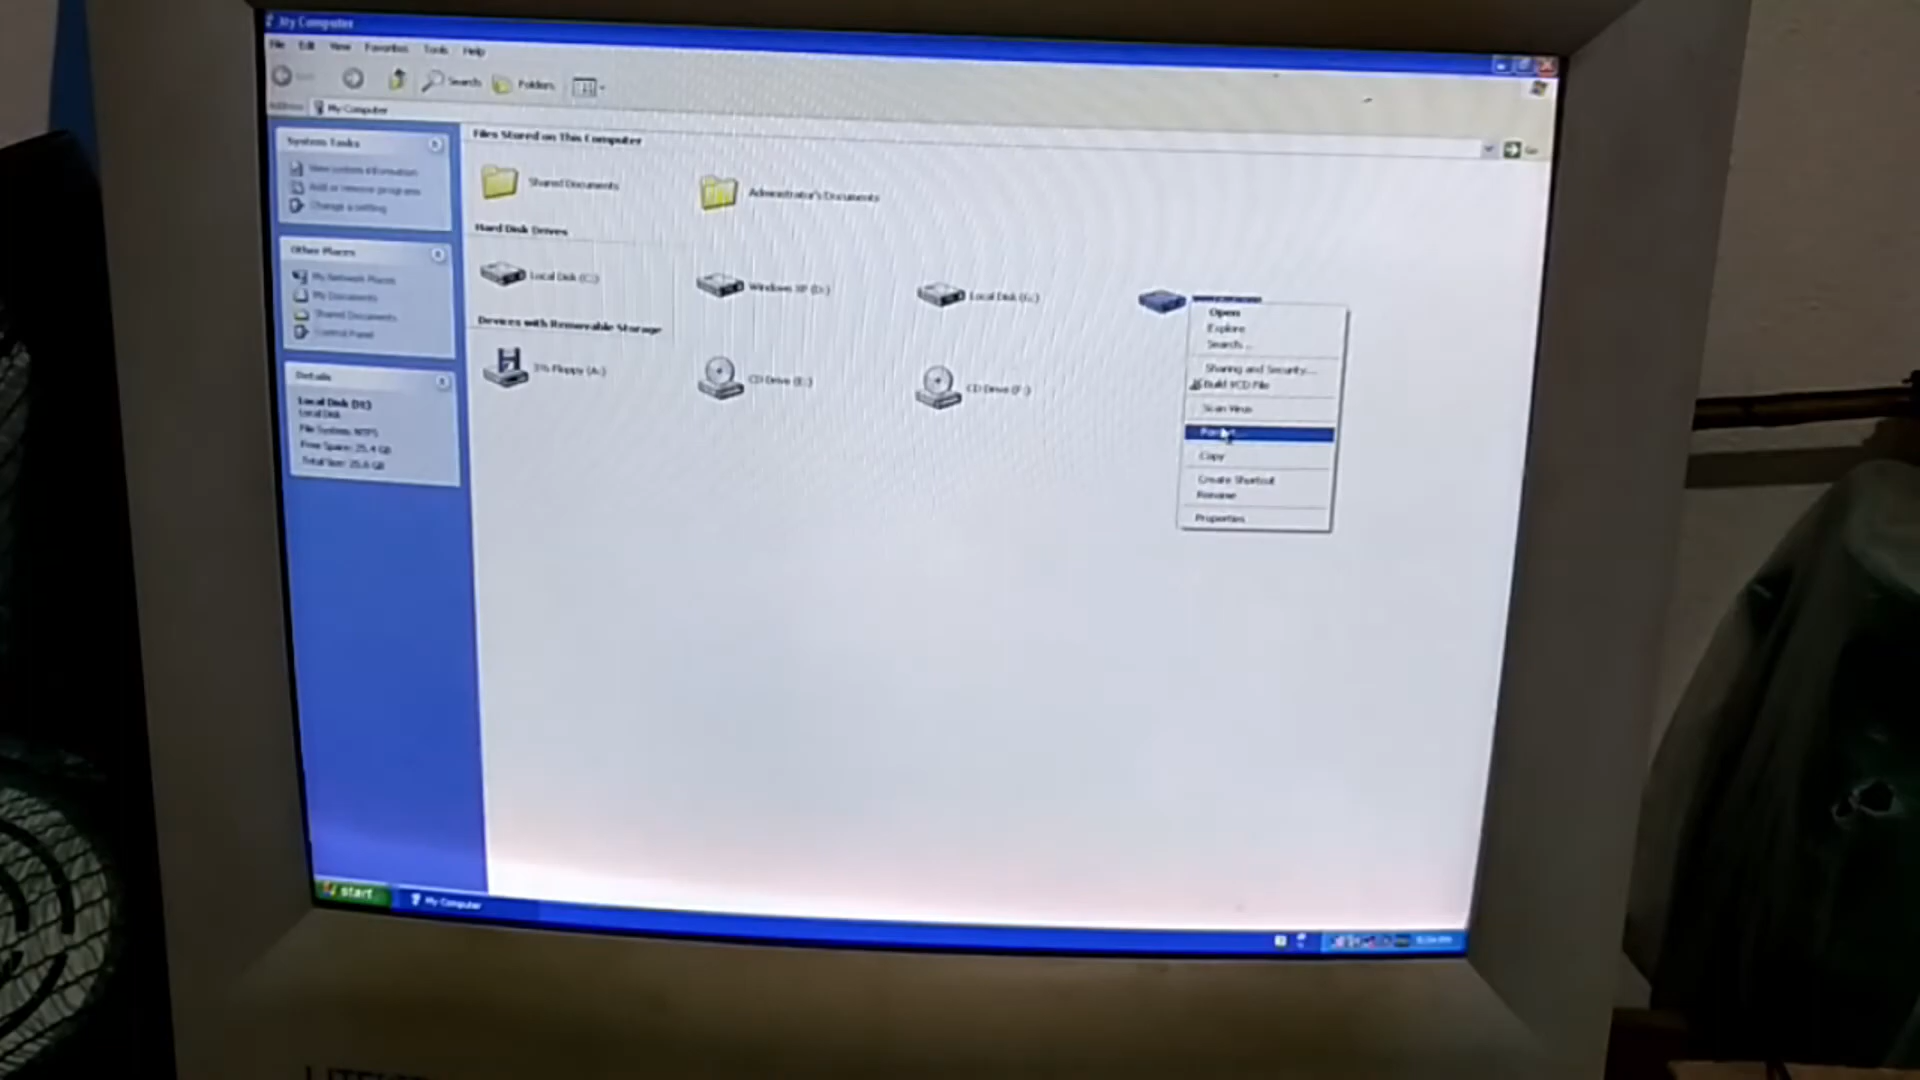 My Computer
File Edit View Favorites Tools Help
Search Folders
Address My Computer
Go
System Tasks
View system information
Add or remove programs
Change a setting
Other Places
My Network Places
My Documents
Shared Documents
Control Panel
Details
Local Disk (H:)
Local Disk
File System: NTFS
Free Space: 25.4 GB
Total Size: 25.6 GB
Files Stored on This Computer
Shared Documents
Administrator's Documents
Hard Disk Drives
Local Disk (C:)
Windows XP (D:)
Local Disk (G:)
Devices with Removable Storage
3½ Floppy (A:)
CD Drive (E:)
CD Drive (F:)
Open
Explore
Search...
Sharing and Security...
Build VCD File
Scan Virus
Copy
Create Shortcut
Rename
Properties
start
My Computer